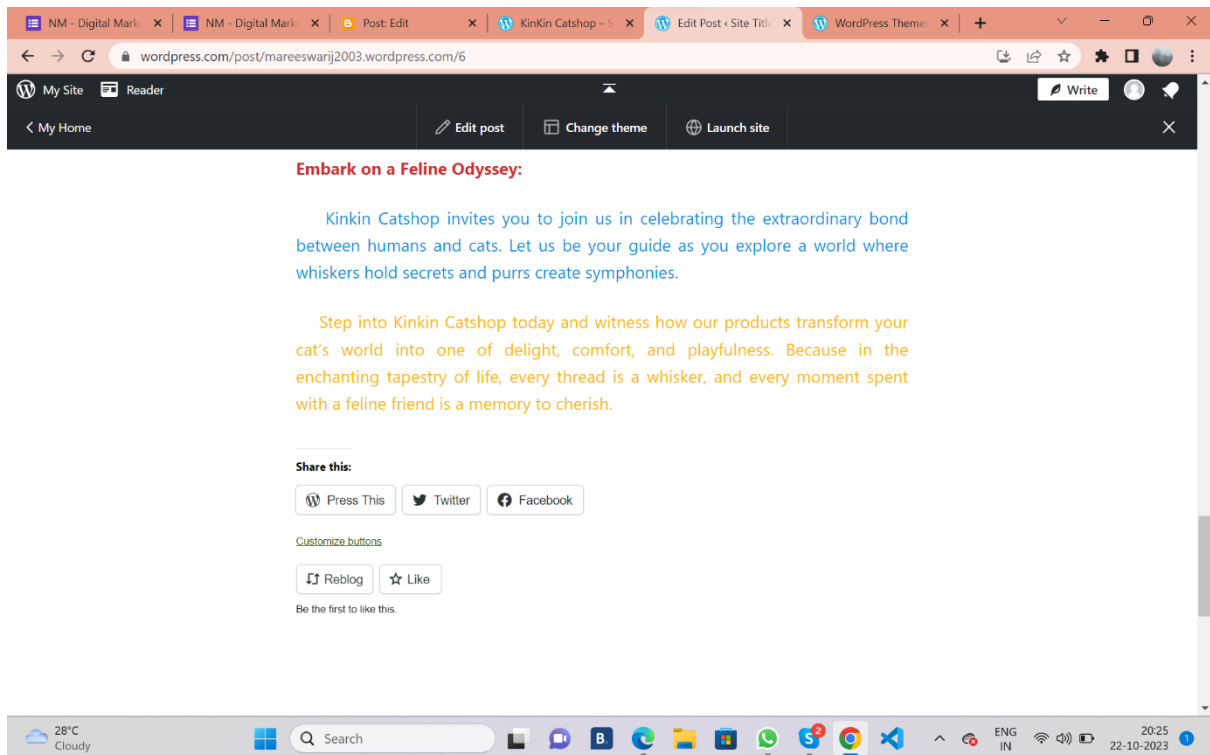 NM - Digital Mark
NM - Digital Mark
Post: Edit
KinKin Catshop – S
Edit Post ‹ Site Title
WordPress Themes
wordpress.com/post/mareeswarij2003.wordpress.com/6
My Site
Reader
Write
My Home
Edit post
Change theme
Launch site
Embark on a Feline Odyssey:
Kinkin Catshop invites you to join us in celebrating the extraordinary bond
between humans and cats. Let us be your guide as you explore a world where
whiskers hold secrets and purrs create symphonies.
Step into Kinkin Catshop today and witness how our products transform your
cat's world into one of delight, comfort, and playfulness. Because in the
enchanting tapestry of life, every thread is a whisker, and every moment spent
with a feline friend is a memory to cherish.
Share this:
Press This
Twitter
Facebook
Customize buttons
Reblog
Like
Be the first to like this.
28°C
Cloudy
Search
B.
2
ENG
IN
20:25
22-10-2023
1